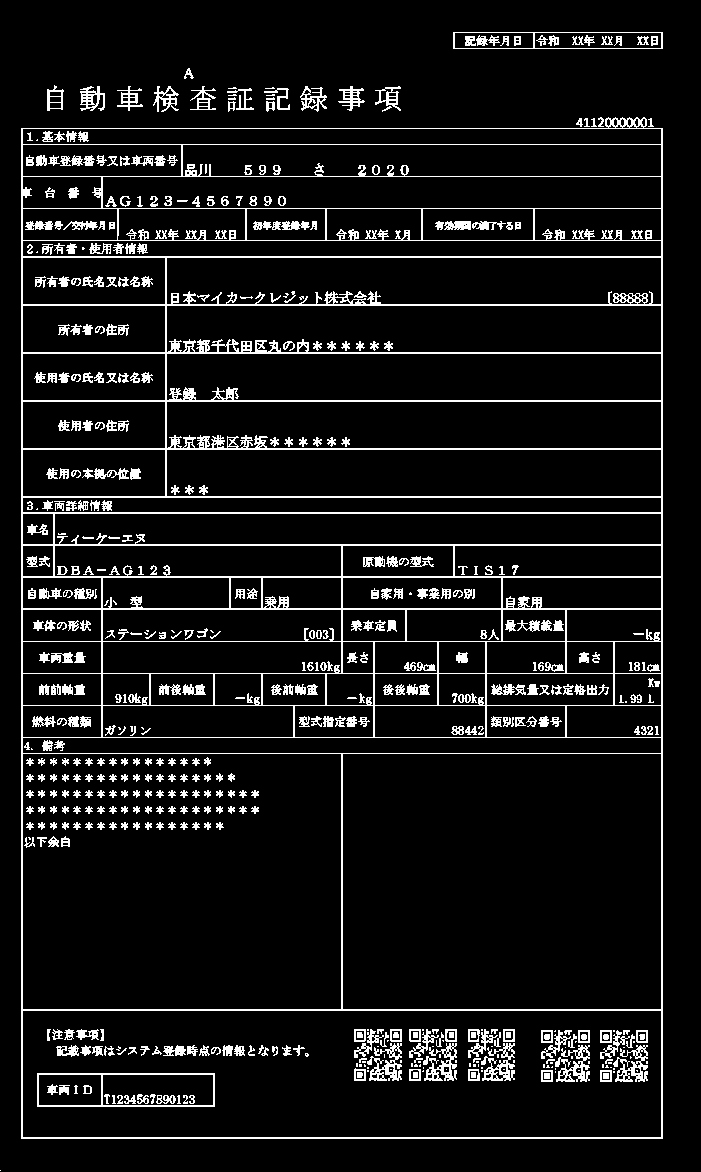 記録年月日 令和 XX年 XX月 XX日
A
自動車検査証記録事項
41120000001
1.基本情報
自動車登録番号又は車両番号 品川 599 さ 2020
車台番号 AG123-4567890
登録番号/交付年月日 令和 XX年 XX月 XX日 初年度登録年月 令和 XX年 X月 有効期間の満了する日 令和 XX年 XX月 XX日
2.所有者・使用者情報
所有者の氏名又は名称 日本マイカークレジット株式会社 [88888]
所有者の住所 東京都千代田区丸の内******
使用者の氏名又は名称 登録 太郎
使用者の住所 東京都港区赤坂******
使用の本拠の位置 ***
3.車両詳細情報
車名 ティーケーエヌ
型式 DBA-AG123 原動機の型式 TIS17
自動車の種別 小 型 用途 乗用 自家用・事業用の別 自家用
車体の形状 ステーションワゴン [003] 乗車定員 8人 最大積載量 -kg
車両重量 1610kg 長さ 469cm 幅 169cm 高さ 181cm
前前軸重 910kg 前後軸重 -kg 後前軸重 -kg 後後軸重 700kg 総排気量又は定格出力 Kw 1.99 L
燃料の種類 ガソリン 型式指定番号 88442 類別区分番号 4321
4. 備考
****************
******************
********************
********************
*****************
以下余白
【注意事項】
記載事項はシステム登録時点の情報となります。
車両ID T1234567890123